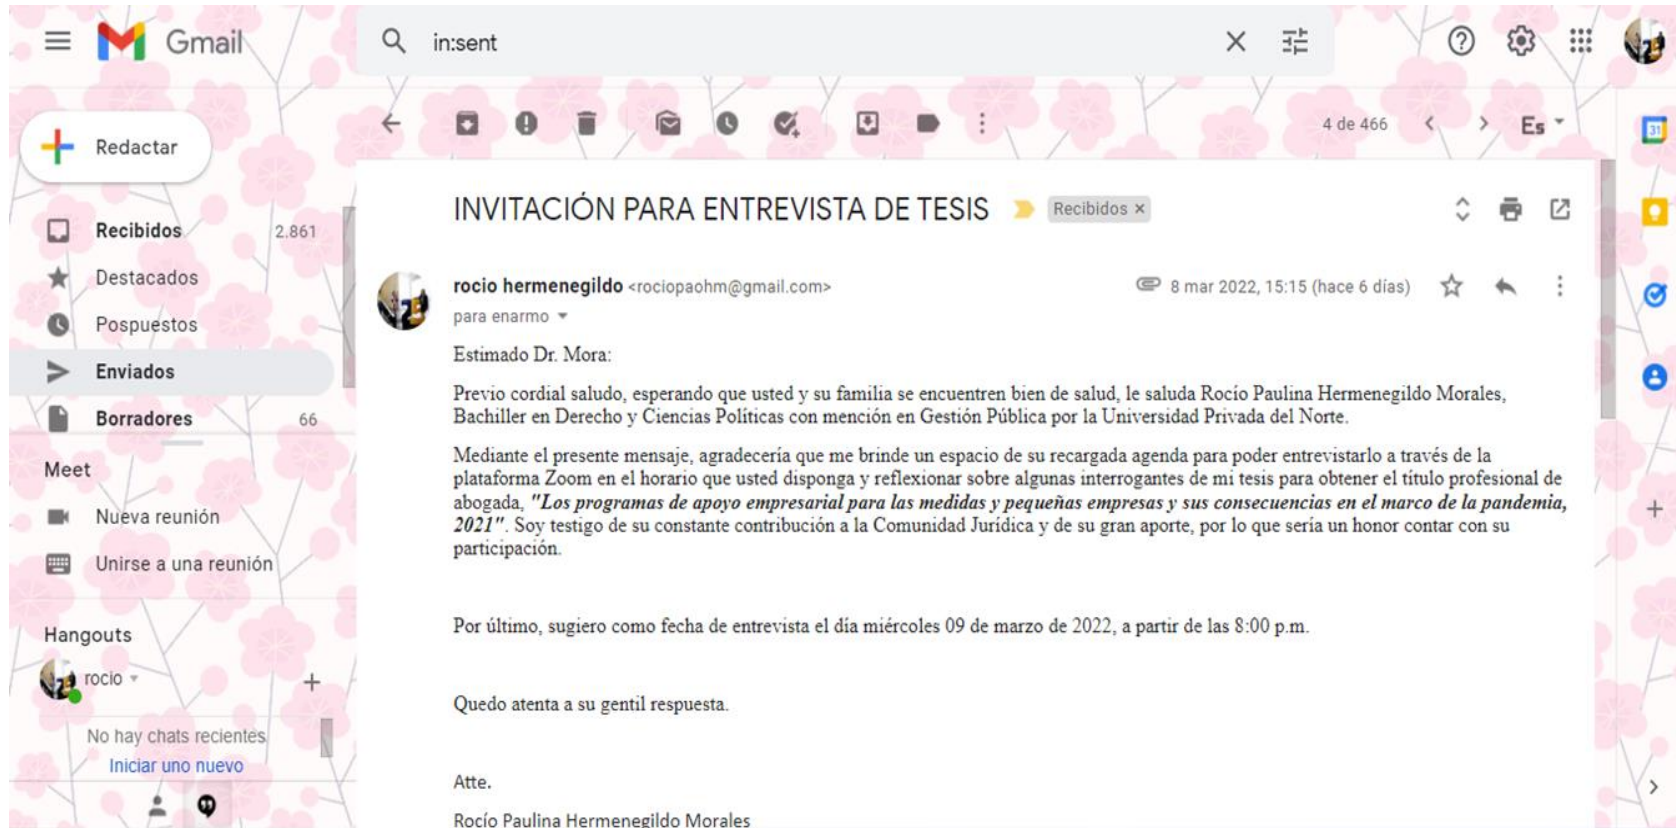 Gmail
in:sent
Redactar
4 de 466
Es
31
INVITACIÓN PARA ENTREVISTA DE TESIS
Recibidos ×
Recibidos 2.861
Destacados
Pospuestos
Enviados
Borradores 66
Meet
Nueva reunión
Unirse a una reunión
Hangouts
rocio
No hay chats recientes
Iniciar uno nuevo
rocio hermenegildo <rociopaohm@gmail.com>
8 mar 2022, 15:15 (hace 6 días)
para enarmo
Estimado Dr. Mora:
Previo cordial saludo, esperando que usted y su familia se encuentren bien de salud, le saluda Rocío Paulina Hermenegildo Morales,
Bachiller en Derecho y Ciencias Políticas con mención en Gestión Pública por la Universidad Privada del Norte.
Mediante el presente mensaje, agradecería que me brinde un espacio de su recargada agenda para poder entrevistarlo a través de la
plataforma Zoom en el horario que usted disponga y reflexionar sobre algunas interrogantes de mi tesis para obtener el título profesional de
abogada, "Los programas de apoyo empresarial para las medidas y pequeñas empresas y sus consecuencias en el marco de la pandemia,
2021". Soy testigo de su constante contribución a la Comunidad Jurídica y de su gran aporte, por lo que sería un honor contar con su
participación.
Por último, sugiero como fecha de entrevista el día miércoles 09 de marzo de 2022, a partir de las 8:00 p.m.
Quedo atenta a su gentil respuesta.
Atte.
Rocío Paulina Hermenegildo Morales